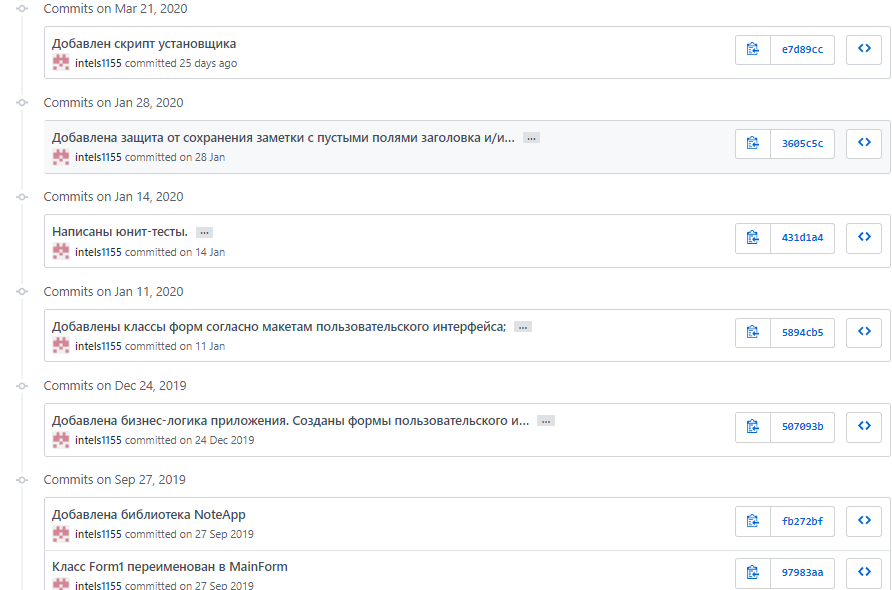 Commits on Mar 21, 2020
Добавлен скрипт установщика
e7d89cc
intels1155 committed 25 days ago
Commits on Jan 28, 2020
Добавлена защита от сохранения заметки с пустыми полями заголовка и/и... ...
3605c5c
intels1155 committed on 28 Jan
Commits on Jan 14, 2020
Написаны юнит-тесты. ...
431d1a4
intels1155 committed on 14 Jan
Commits on Jan 11, 2020
Добавлены классы форм согласно макетам пользовательского интерфейса; ...
5894cb5
intels1155 committed on 11 Jan
Commits on Dec 24, 2019
Добавлена бизнес-логика приложения. Созданы формы пользовательского и... ...
507093b
intels1155 committed on 24 Dec 2019
Commits on Sep 27, 2019
Добавлена библиотека NoteApp
fb272bf
intels1155 committed on 27 Sep 2019
Класс Form1 переименован в MainForm
97983aa
intels1155 committed on 27 Sep 2019